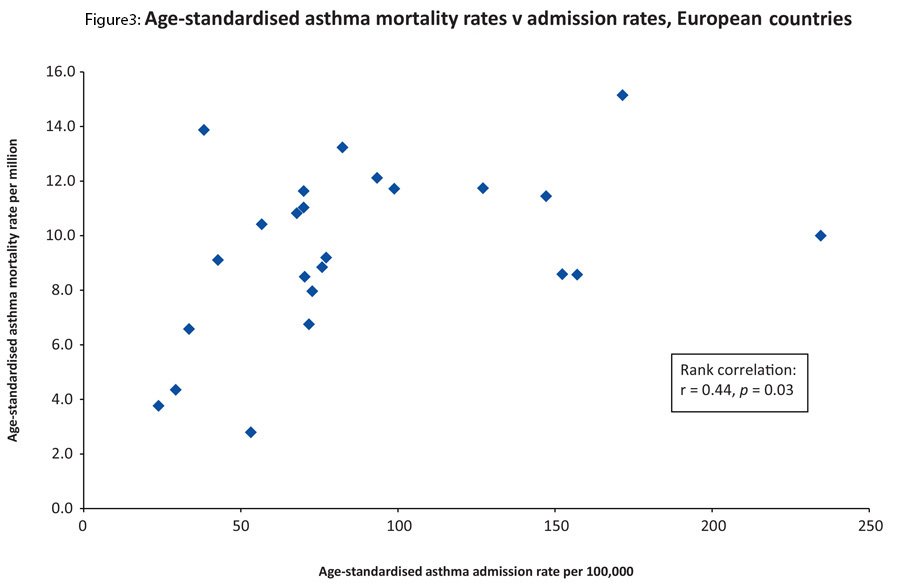 Figure3: Age-standardised asthma mortality rates v admission rates, European countries
Age-standardised asthma mortality rate per million
16.0
14.0
12.0
10.0
8.0
6.0
4.0
2.0
0.0
Rank correlation:
r = 0.44, p = 0.03
0 50 100 150 200 250
Age-standardised asthma admission rate per 100,000